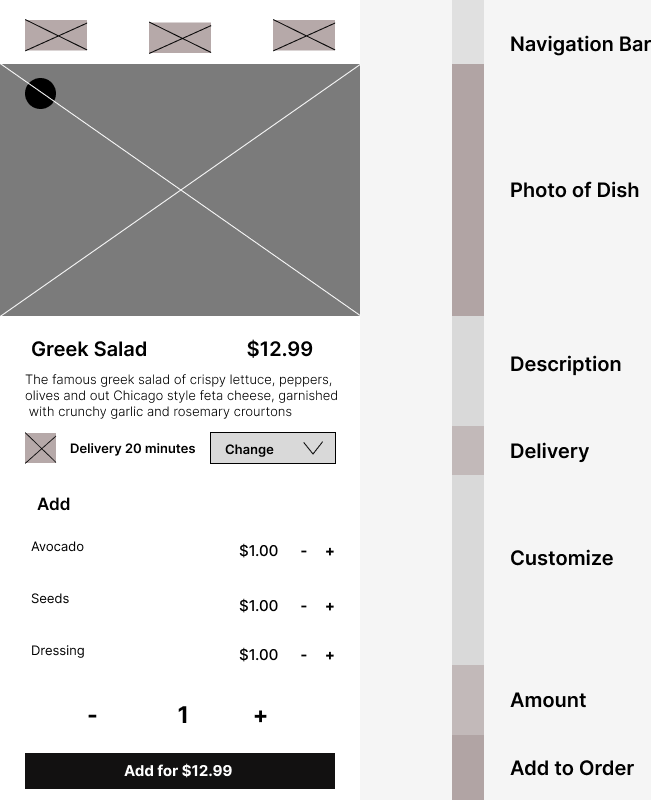 Navigation Bar
Photo of Dish
Greek Salad $12.99
Description
The famous greek salad of crispy lettuce, peppers,
olives and out Chicago style feta cheese, garnished
with crunchy garlic and rosemary crourtons
Delivery 20 minutes Change
Delivery
Add
Avocado $1.00 - +
Customize
Seeds $1.00 - +
Dressing $1.00 - +
- 1 +
Amount
Add for $12.99
Add to Order